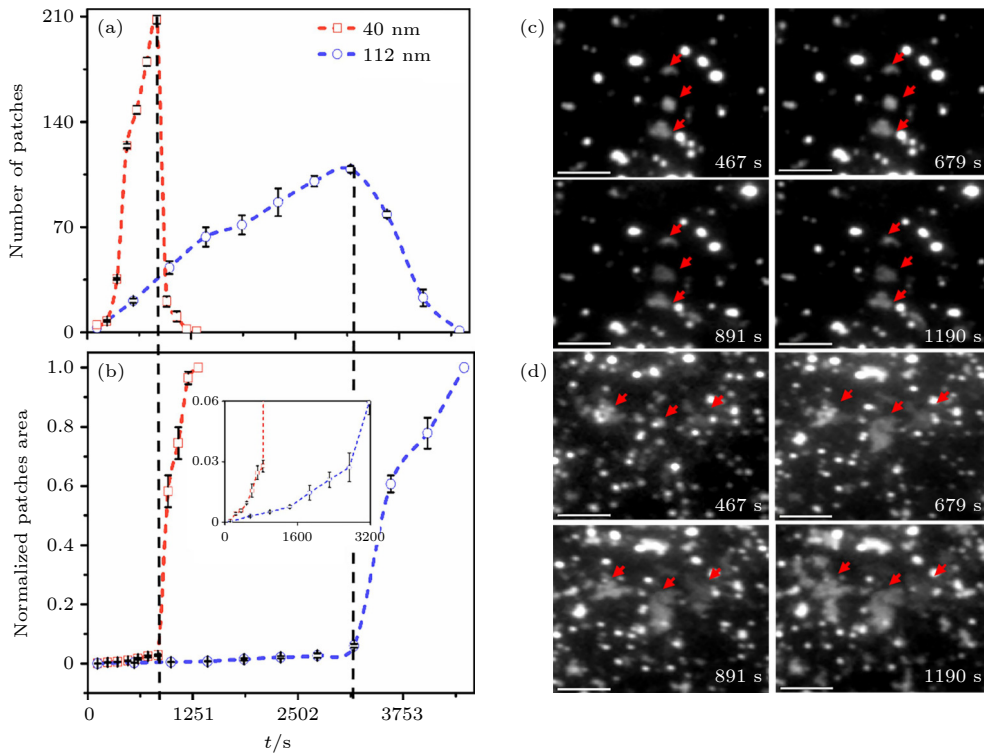 (a)
40 nm
112 nm
210
140
70
0
Number of patches
(b)
1.0
0.8
0.6
0.4
0.2
0
Normalized patches area
0.06
0.03
0
0
1600
3200
0
1251
2502
3753
t/s
(c)
467 s
679 s
891 s
1190 s
(d)
467 s
679 s
891 s
1190 s